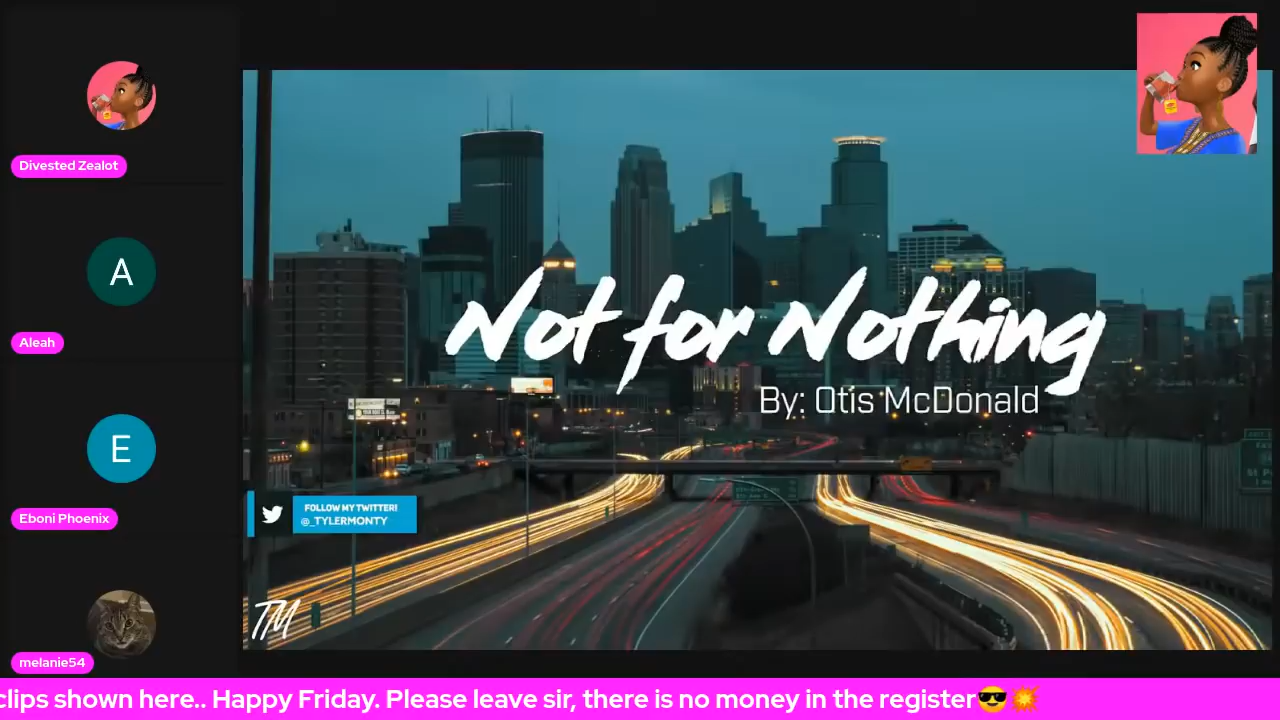 Divested Zealot
A
Aleah
E
Eboni Phoenix
melanie54
Not for Nothing
By: Otis McDonald
FOLLOW MY TWITTER!
@_TYLERMONTY
TM
clips shown here.. Happy Friday. Please leave sir, there is no money in the register😎💥